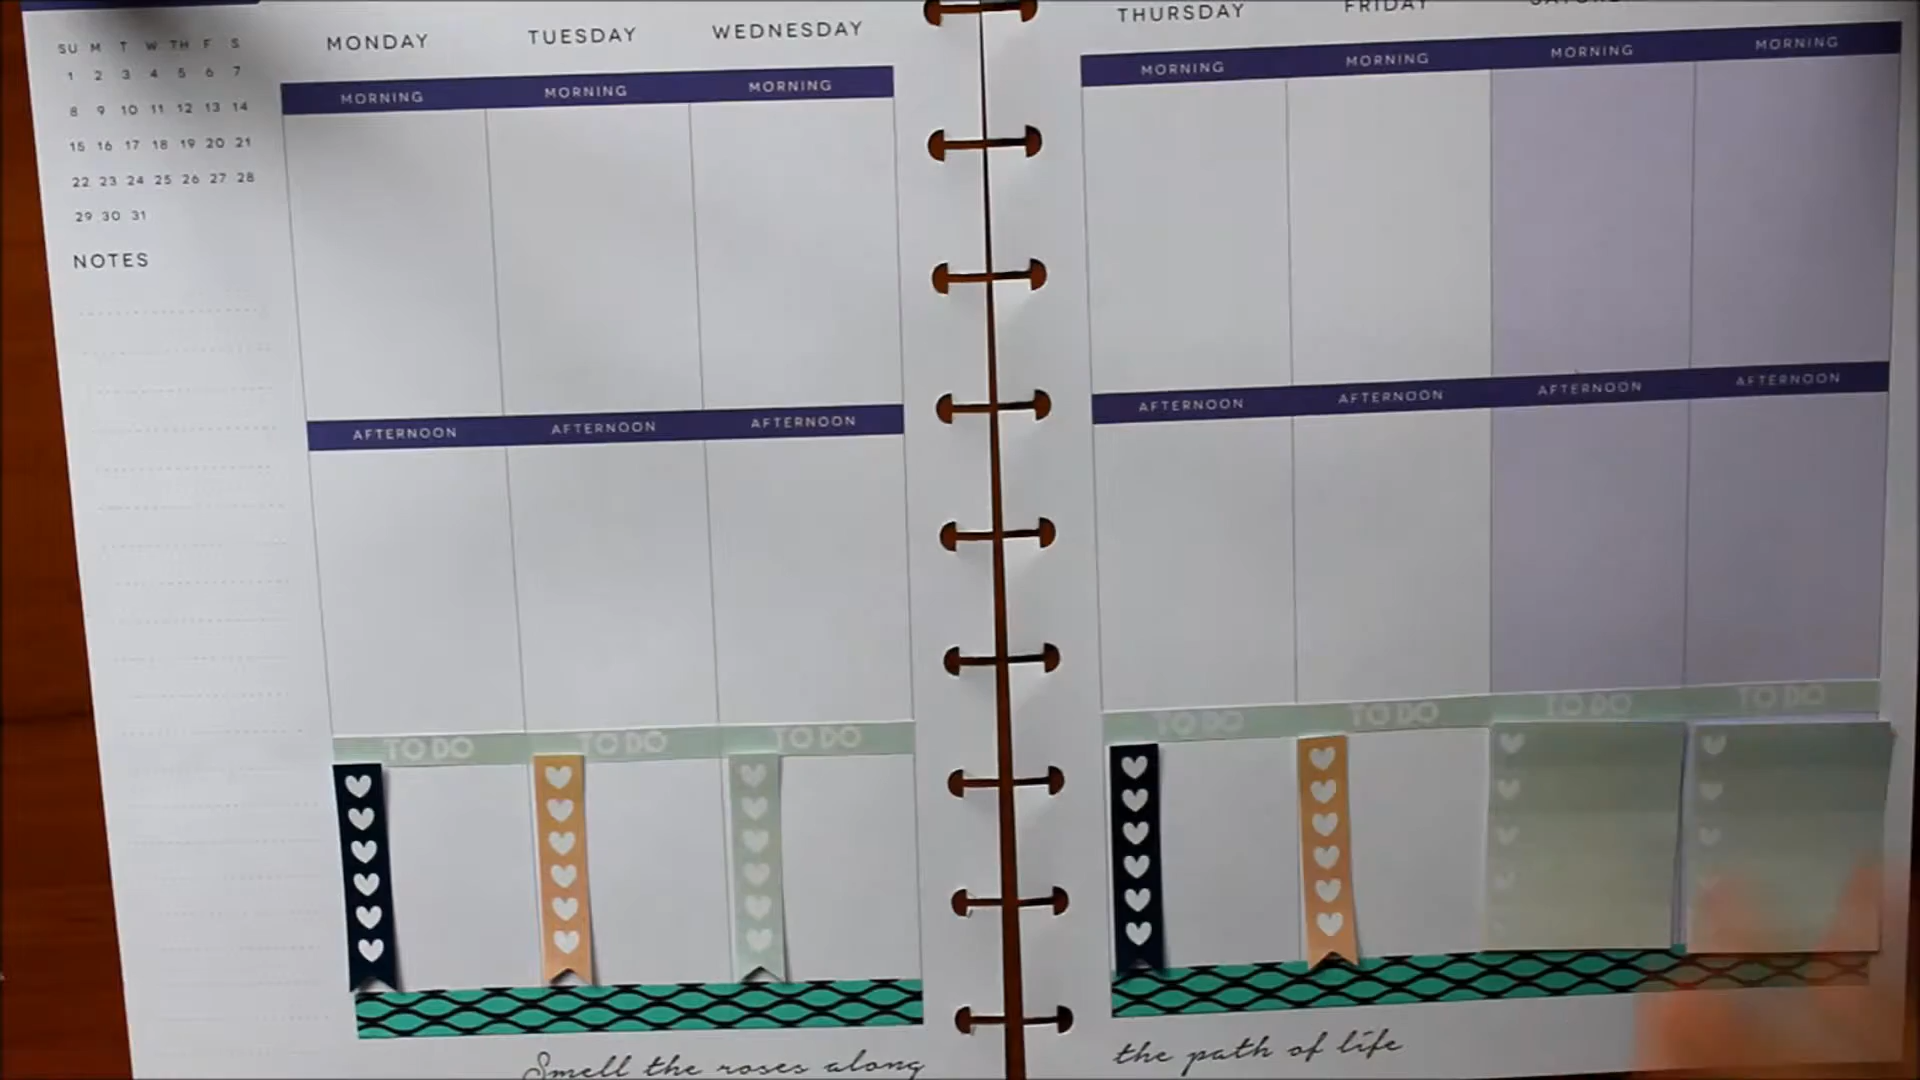 SU M T W TH F S
1 2 3 4 5 6 7
8 9 10 11 12 13 14
15 16 17 18 19 20 21
22 23 24 25 26 27 28
29 30 31
NOTES
MONDAY TUESDAY WEDNESDAY
MORNING MORNING MORNING
AFTERNOON AFTERNOON AFTERNOON
TO DO TO DO TO DO
Smell the roses along
THURSDAY FRIDAY
MORNING MORNING MORNING MORNING
AFTERNOON AFTERNOON AFTERNOON AFTERNOON
TO DO TO DO TO DO TO DO
the path of life